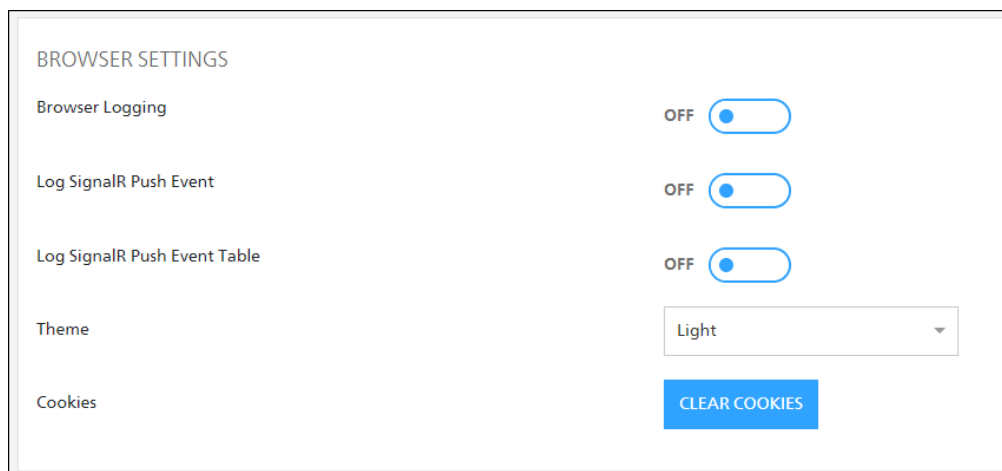 BROWSER SETTINGS
Browser Logging OFF
Log SignalR Push Event OFF
Log SignalR Push Event Table OFF
Theme Light
Cookies CLEAR COOKIES